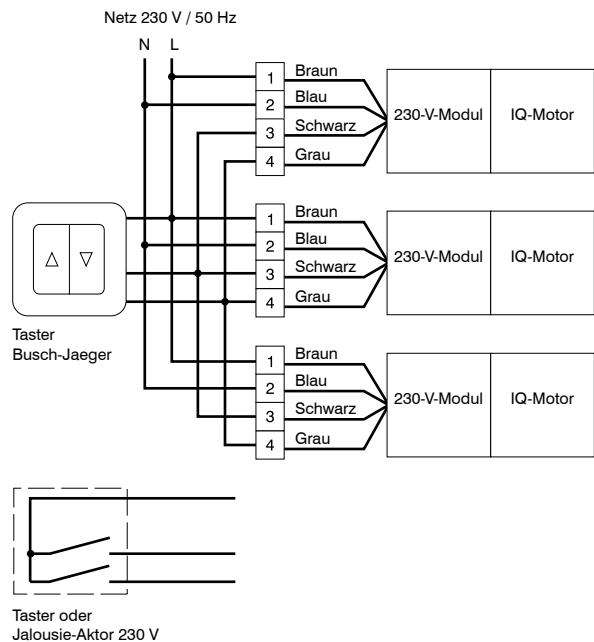 Netz 230 V / 50 Hz
N L
1 Braun
2 Blau
3 Schwarz
4 Grau
230-V-Modul IQ-Motor
1 Braun
2 Blau
3 Schwarz
4 Grau
230-V-Modul IQ-Motor
Taster
Busch-Jaeger
1 Braun
2 Blau
3 Schwarz
4 Grau
230-V-Modul IQ-Motor
Taster oder
Jalousie-Aktor 230 V